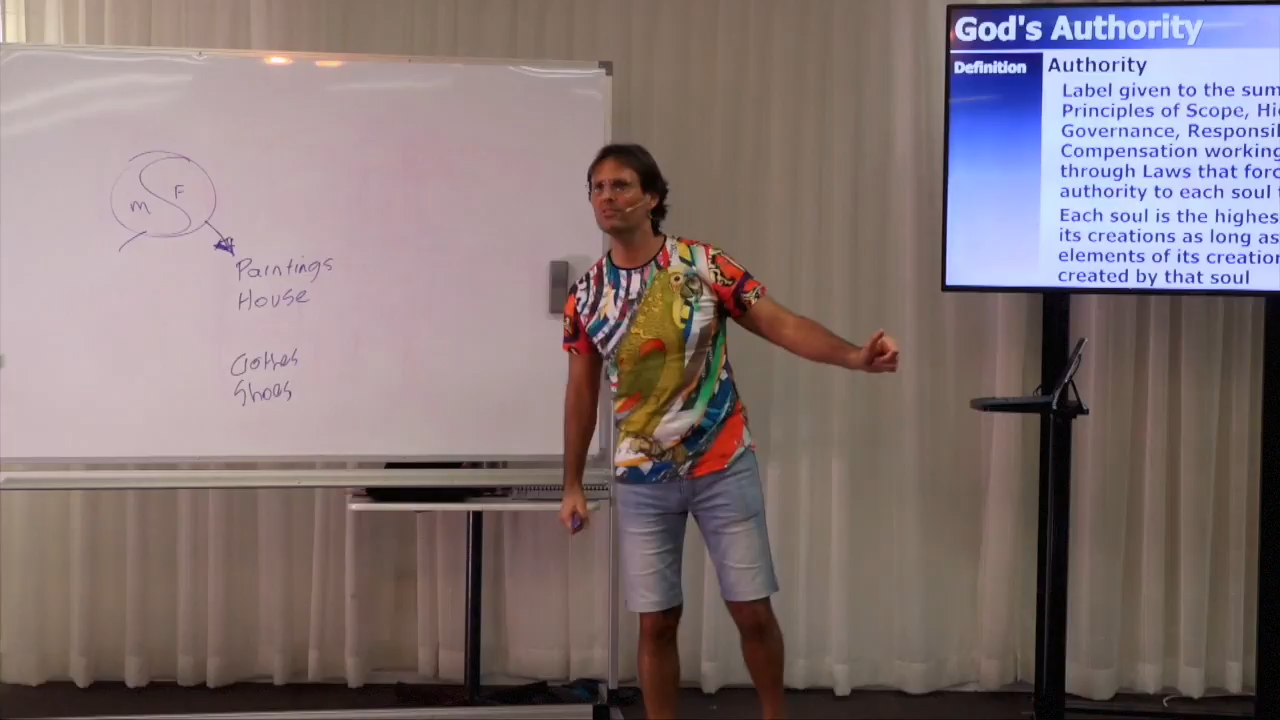 M
F
Paintings
House
Clothes
Shoes
God's Authority
Definition
Authority
Label given to the sum
Principles of Scope, Hi
Governance, Responsi
Compensation working
through Laws that for
authority to each soul
Each soul is the highes
its creations as long as
elements of its creation
created by that soul